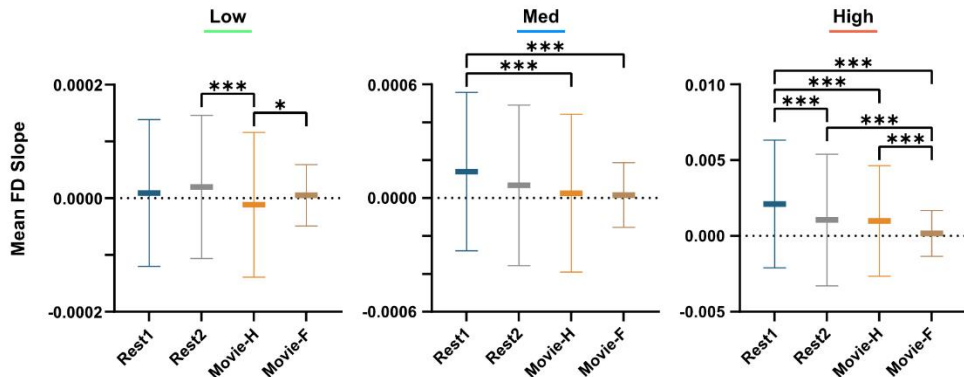 Low
Med
High
Mean FD Slope
0.0002
0.0000
-0.0002
***
*
Rest1
Rest2
Movie-H
Movie-F
0.0006
0.0000
-0.0006
***
***
Rest1
Rest2
Movie-H
Movie-F
0.010
0.005
0.000
-0.005
***
***
***
***
***
Rest1
Rest2
Movie-H
Movie-F